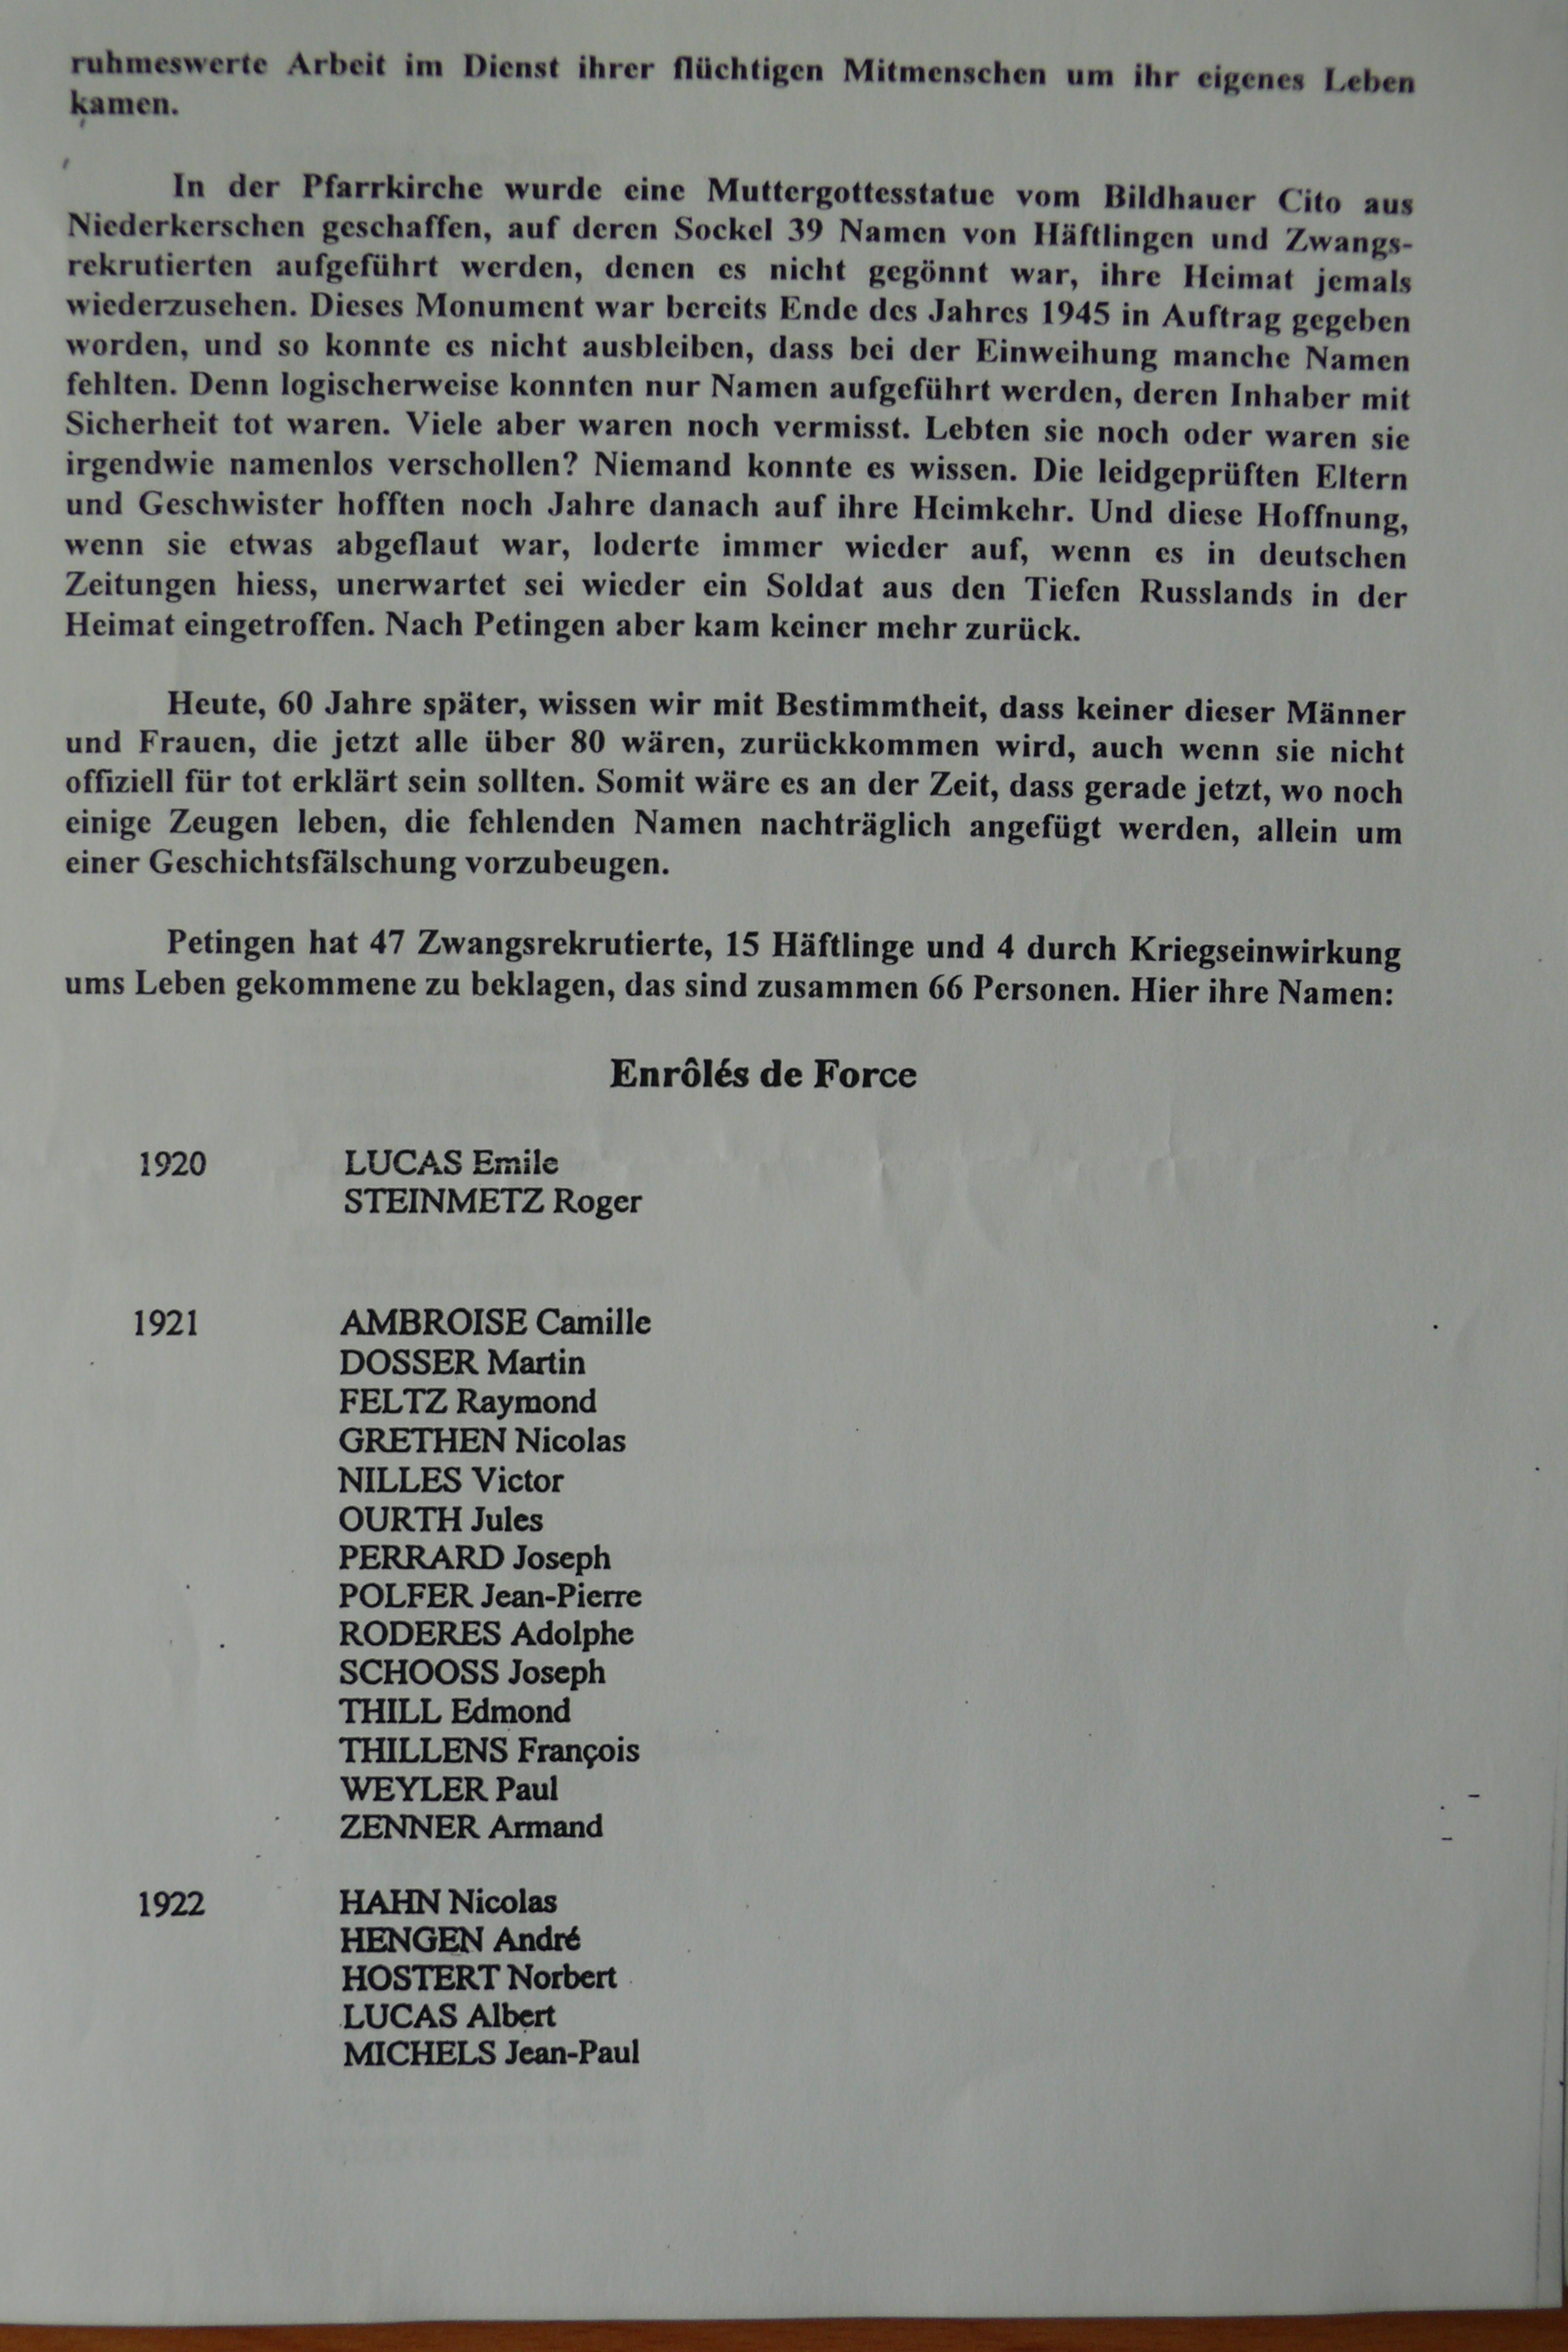 ruhmeswerte Arbeit im Dienst ihrer flüchtigen Mitmenschen um ihr eigenes Leben
kamen.
In der Pfarrkirche wurde eine Muttergottesstatue vom Bildhauer Cito aus
Niederkerschen geschaffen, auf deren Sockel 39 Namen von Häftlingen und Zwangs-
rekrutierten aufgeführt werden, denen es nicht gegönnt war, ihre Heimat jemals
wiederzusehen. Dieses Monument war bereits Ende des Jahres 1945 in Auftrag gegeben
worden, und so konnte es nicht ausbleiben, dass bei der Einweihung manche Namen
fehlten. Denn logischerweise konnten nur Namen aufgeführt werden, deren Inhaber mit
Sicherheit tot waren. Viele aber waren noch vermisst. Lebten sie noch oder waren sie
irgendwie namenlos verschollen? Niemand konnte es wissen. Die leidgeprüften Eltern
und Geschwister hofften noch Jahre danach auf ihre Heimkehr. Und diese Hoffnung,
wenn sie etwas abgeflaut war, loderte immer wieder auf, wenn es in deutschen
Zeitungen hiess, unerwartet sei wieder ein Soldat aus den Tiefen Russlands in der
Heimat eingetroffen. Nach Petingen aber kam keiner mehr zurück.
Heute, 60 Jahre später, wissen wir mit Bestimmtheit, dass keiner dieser Männer
und Frauen, die jetzt alle über 80 wären, zurückkommen wird, auch wenn sie nicht
offiziell für tot erklärt sein sollten. Somit wäre es an der Zeit, dass gerade jetzt, wo noch
einige Zeugen leben, die fehlenden Namen nachträglich angefügt werden, allein um
einer Geschichtsfälschung vorzubeugen.
Petingen hat 47 Zwangsrekrutierte, 15 Häftlinge und 4 durch Kriegseinwirkung
ums Leben gekommene zu beklagen, das sind zusammen 66 Personen. Hier ihre Namen:
Enrôlés de Force
1920 LUCAS Emile
STEINMETZ Roger
1921 AMBROISE Camille
DOSSER Martin
FELTZ Raymond
GRETHEN Nicolas
NILLES Victor
OURTH Jules
PERRARD Joseph
POLFER Jean-Pierre
RODERES Adolphe
SCHOOSS Joseph
THILL Edmond
THILLENS François
WEYLER Paul
ZENNER Armand
1922 HAHN Nicolas
HENGEN André
HOSTERT Norbert
LUCAS Albert
MICHELS Jean-Paul